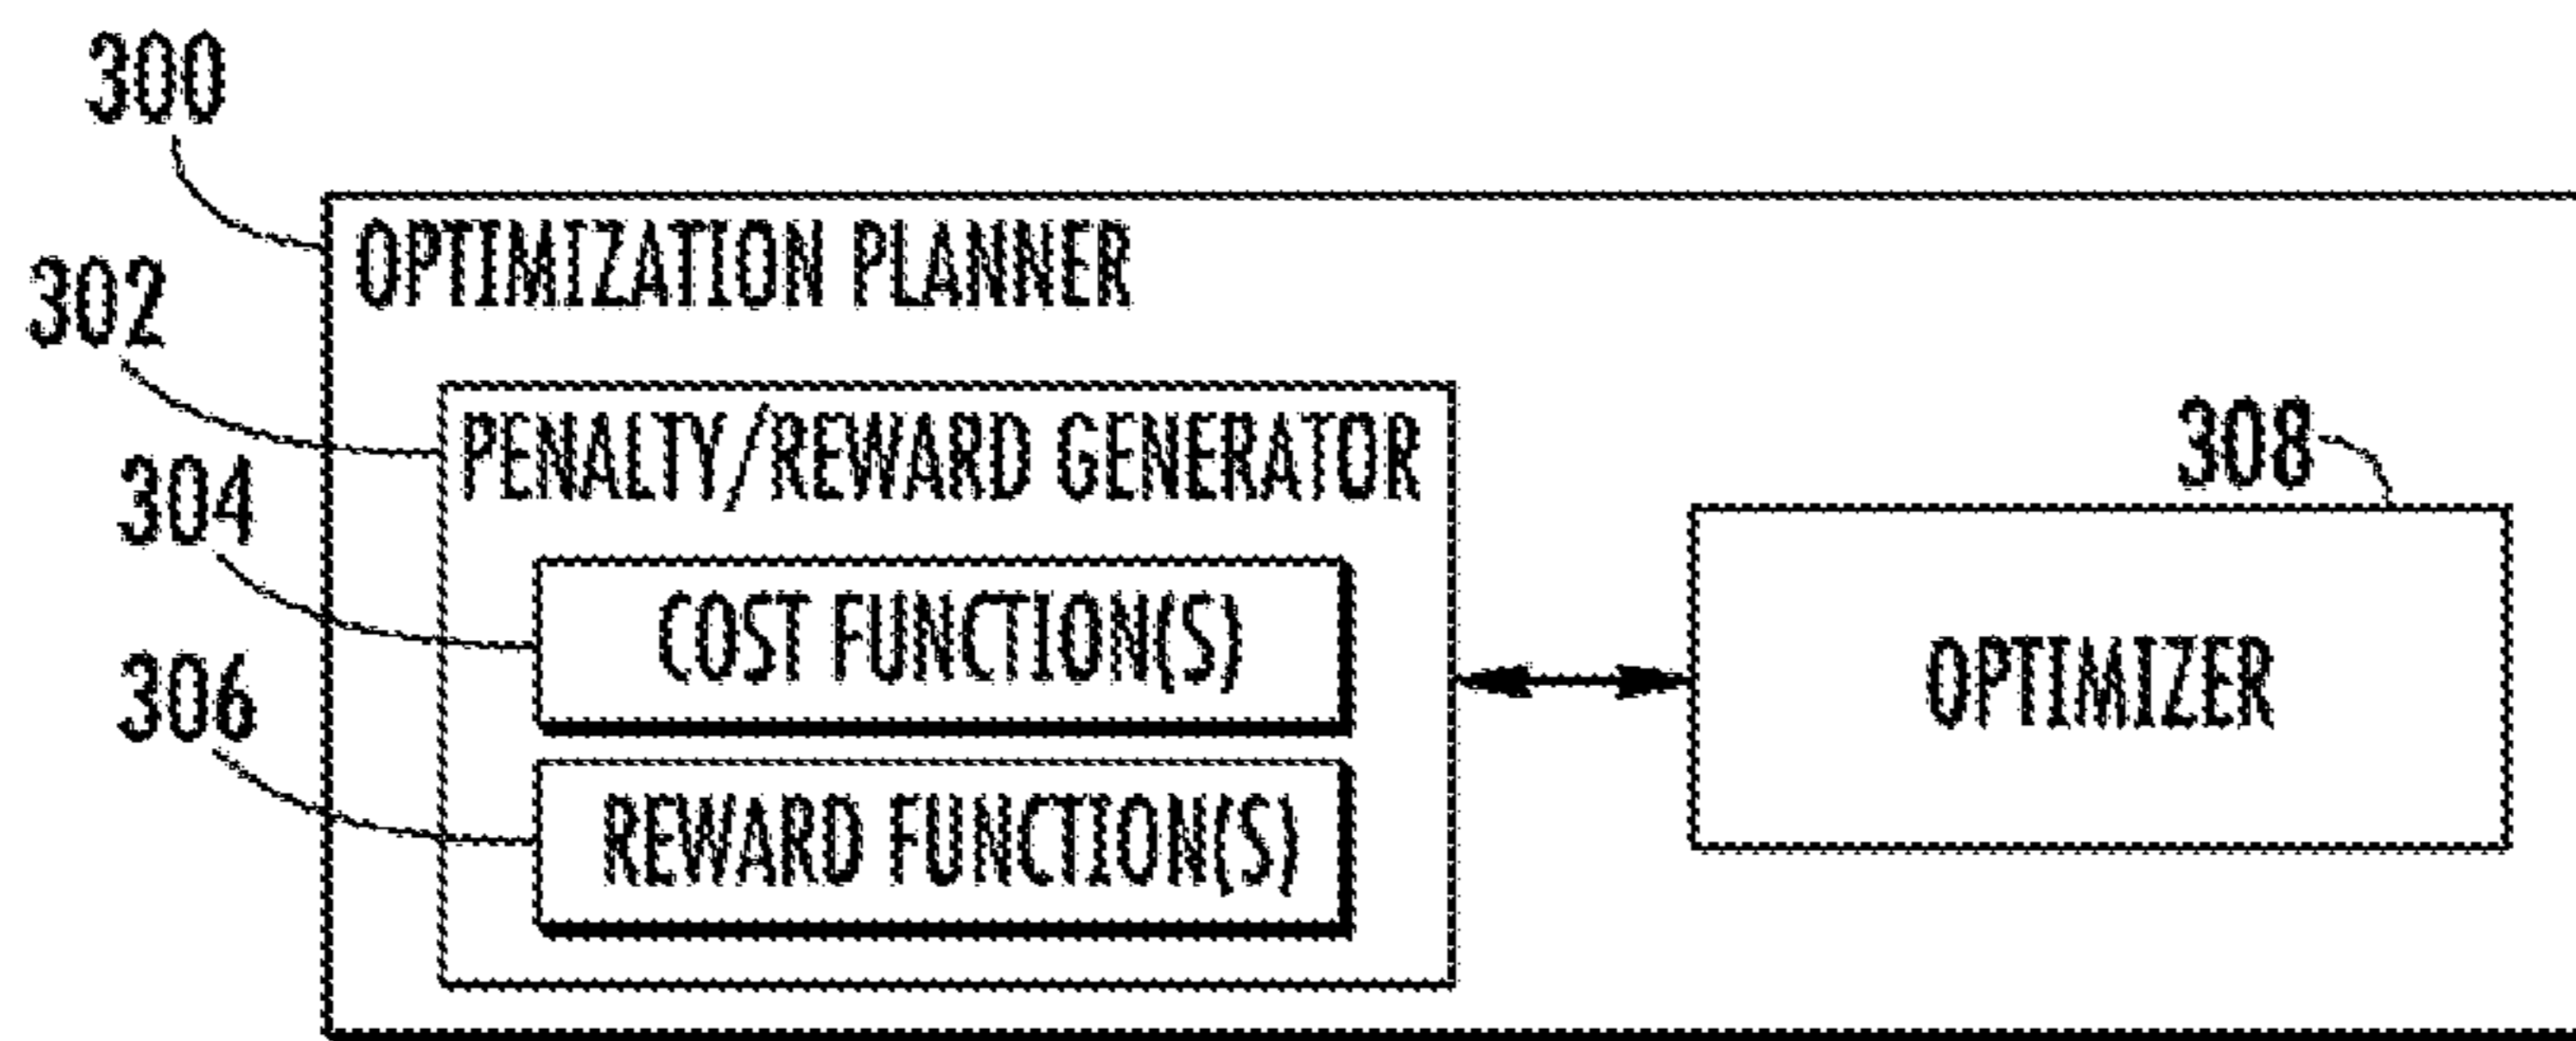 300
OPTIMIZATION PLANNER
302
PENALTY/REWARD GENERATOR
304
COST FUNCTION(S)
306
REWARD FUNCTION(S)
308
OPTIMIZER